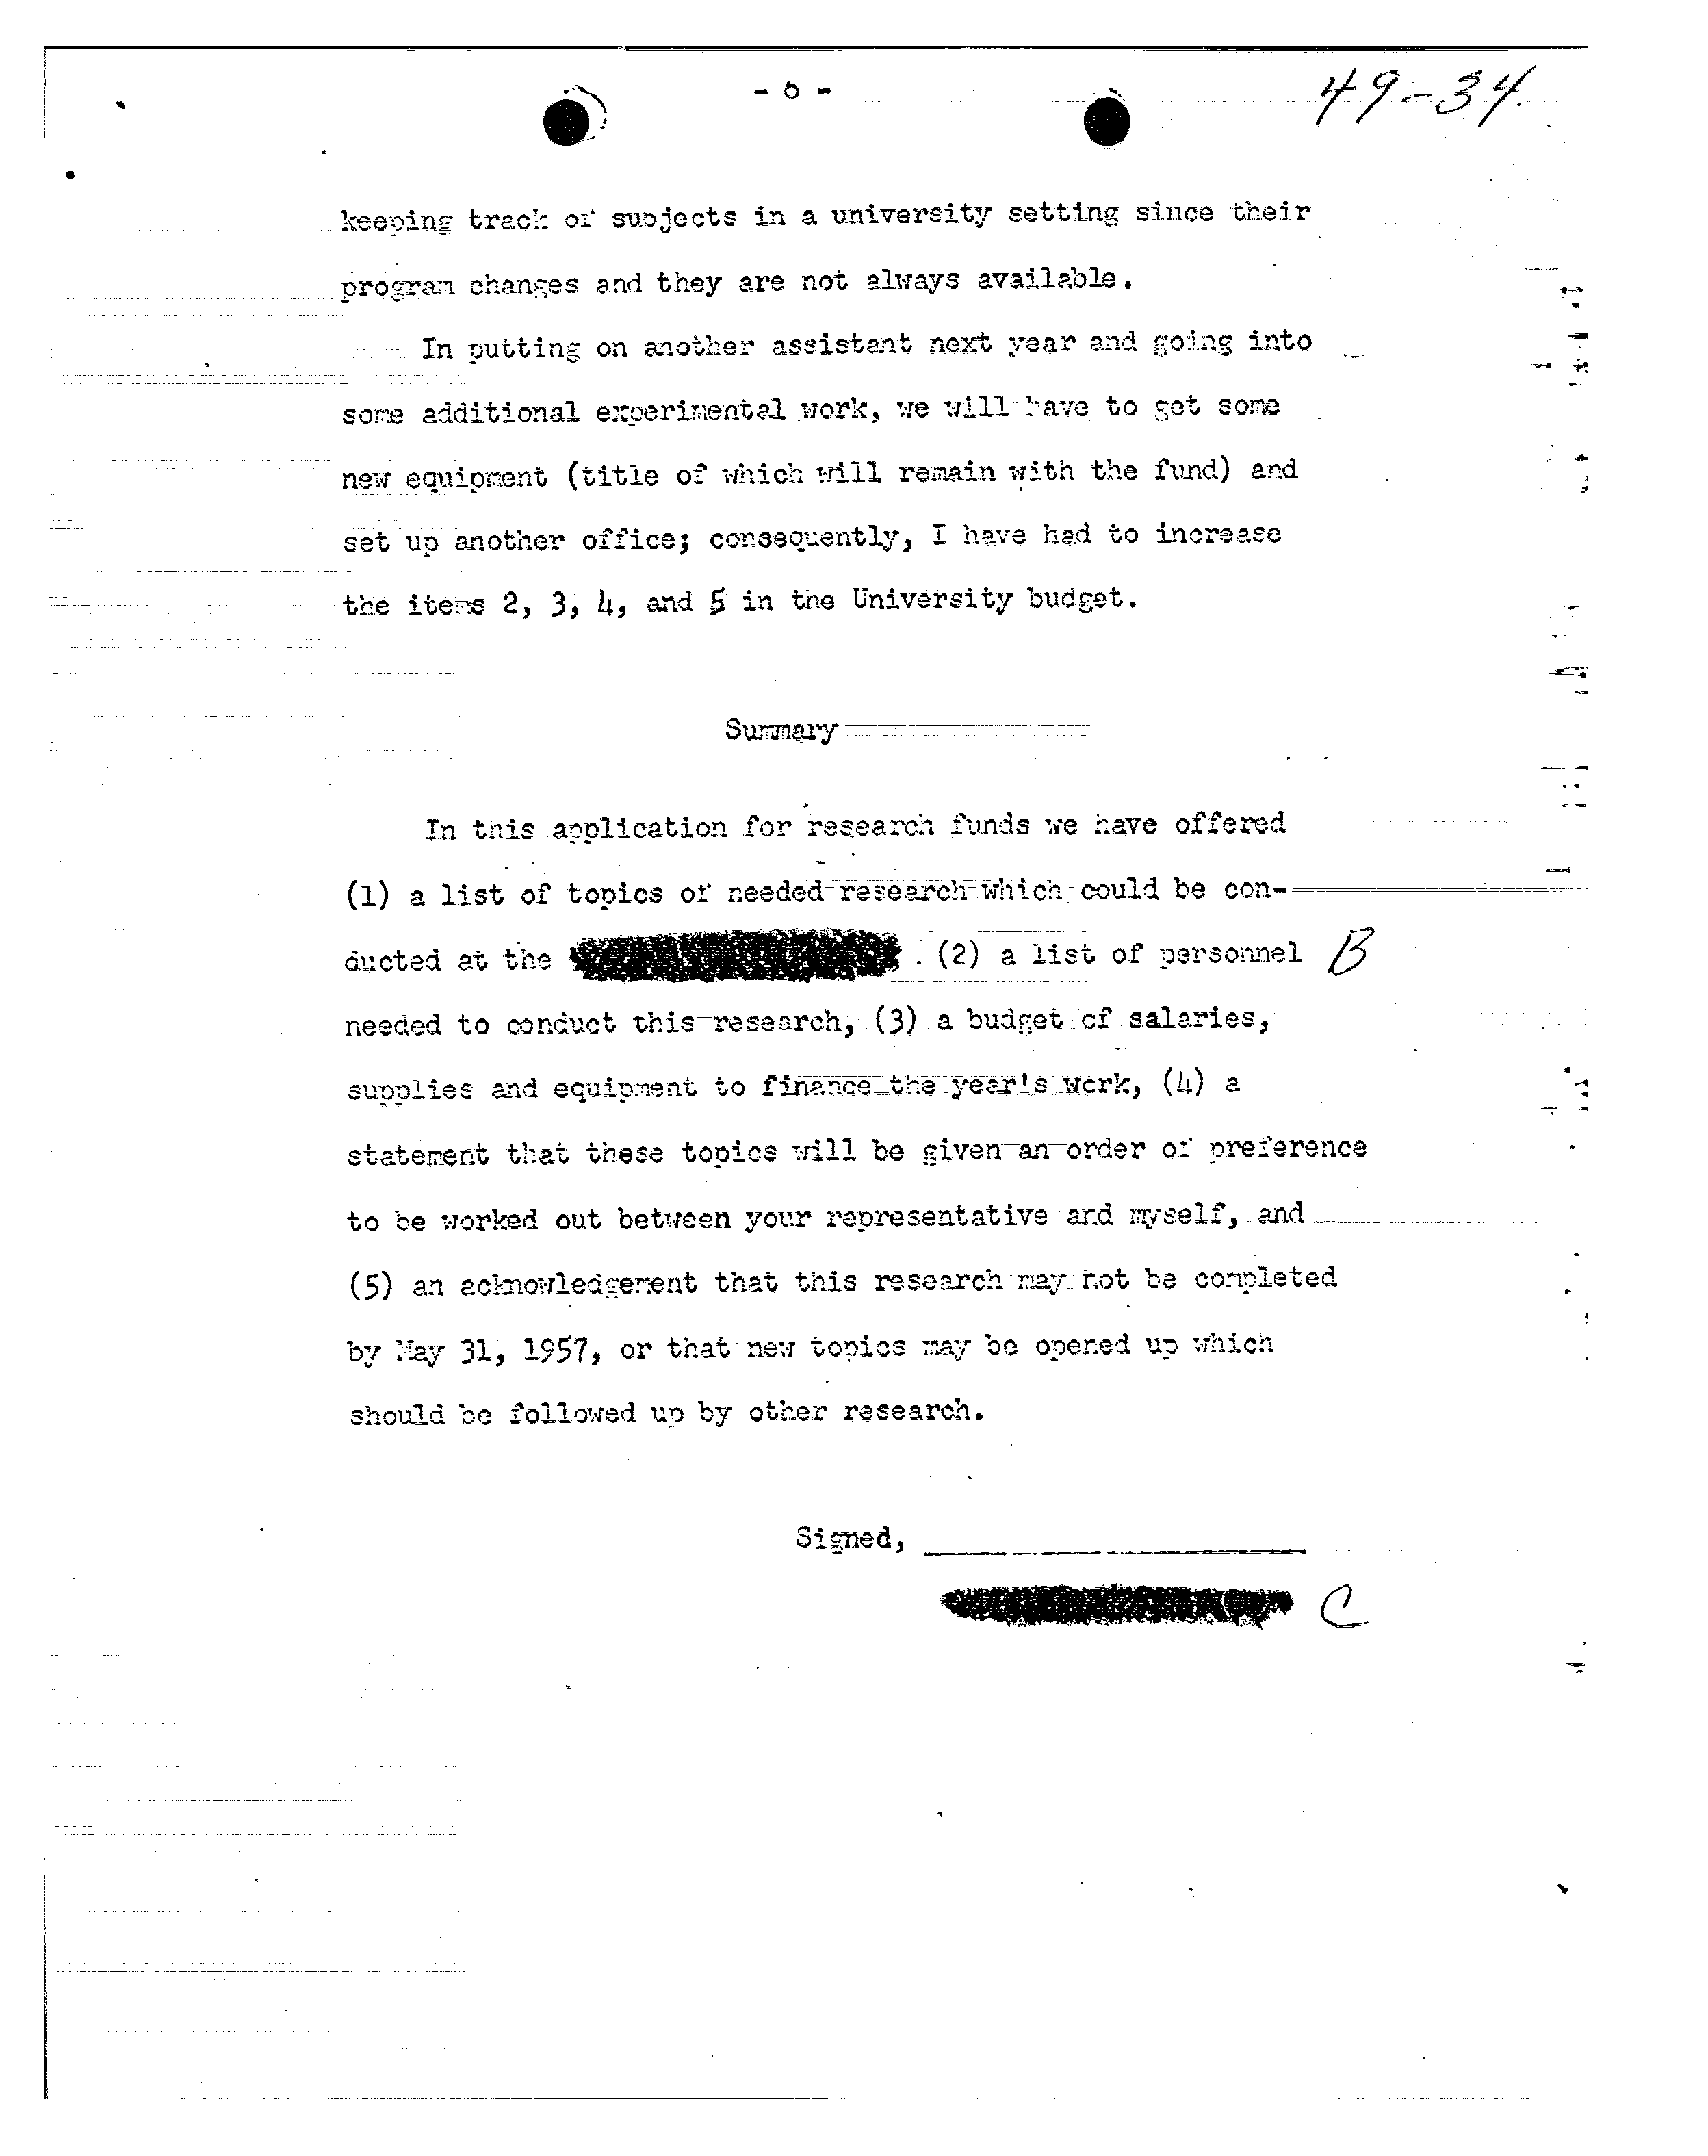 - 6 -
49-34
keeping track of subjects in a university setting since their
program changes and they are not always available.
In putting on another assistant next year and going into
some additional experimental work, we will have to get some
new equipment (title of which will remain with the fund) and
set up another office; consequently, I have had to increase
the items 2, 3, 4, and 5 in the University budget.
Summary
In this application for research funds we have offered
(1) a list of topics of needed research which could be con-
ducted at the . (2) a list of personnel B
needed to conduct this research, (3) a budget of salaries,
supplies and equipment to finance the year's work, (4) a
statement that these topics will be given an order of preference
to be worked out between your representative and myself, and
(5) an acknowledgement that this research may not be completed
by May 31, 1957, or that new topics may be opened up which
should be followed up by other research.
Signed,
C